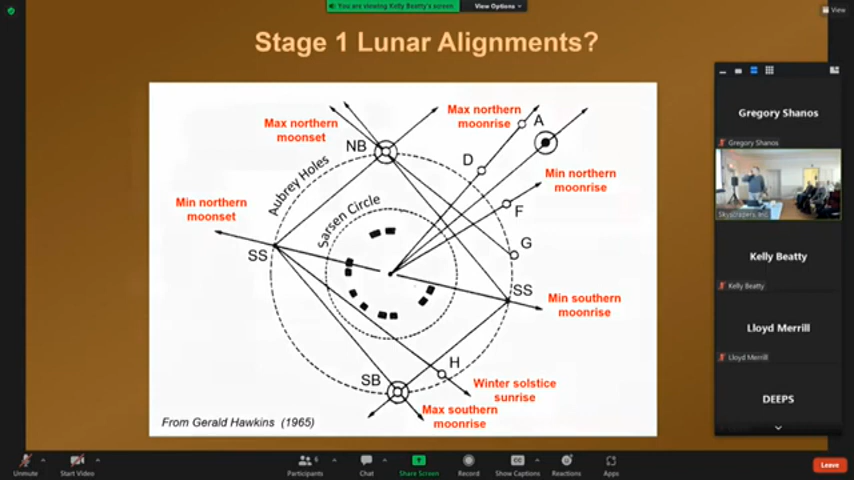 You are viewing Kelly Beatty's screen
View Options
View
Stage 1 Lunar Alignments?
Max northern
moonset
Max northern
moonrise
NB
A
D
Min northern
moonrise
Aubrey Holes
Sarsen Circle
Min northern
moonset
F
G
SS
SS
Min southern
moonrise
H
SB
Winter solstice
sunrise
Max southern
moonrise
From Gerald Hawkins (1965)
Gregory Shanos
Gregory Shanos
Skyscrapers Inc.
Kelly Beatty
Kelly Beatty
Lloyd Merrill
Lloyd Merrill
DEEPS
Unmute
Start Video
Participants
6
Chat
Share Screen
Record
Show Captions
Reactions
Apps
Leave